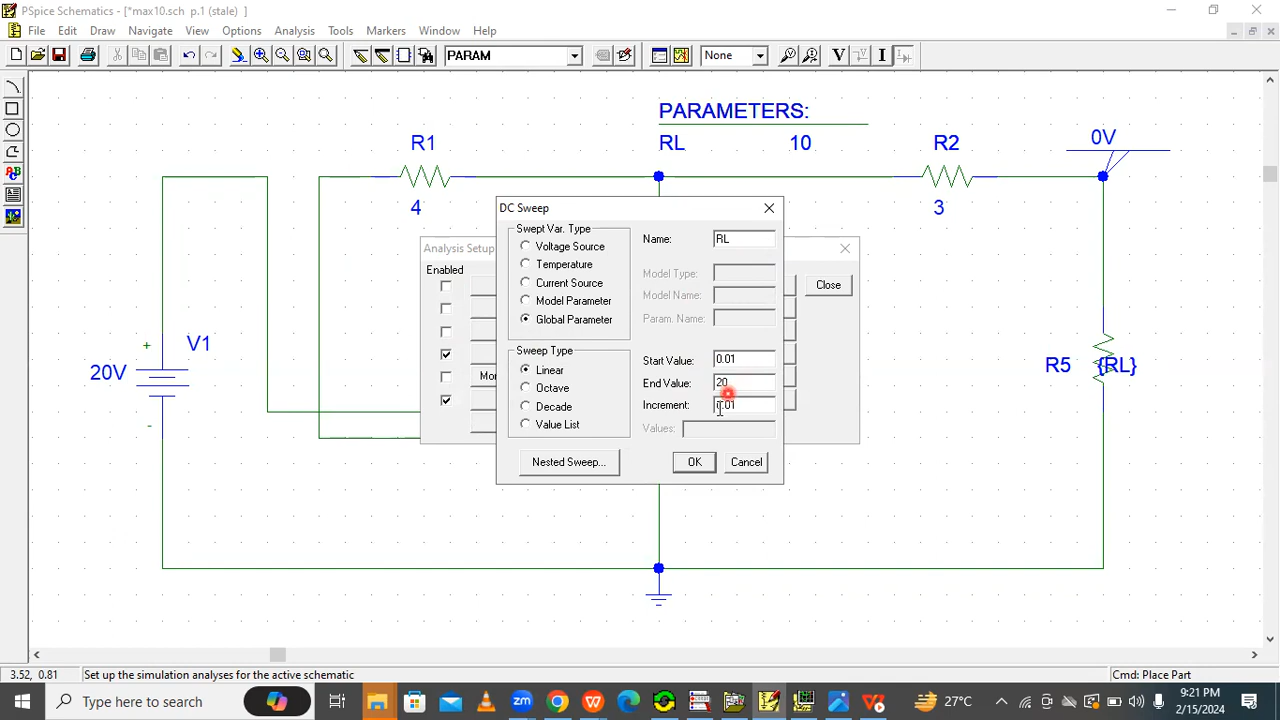 PSpice Schematics - [*max10.sch p.1 (stale) ]
File Edit Draw Navigate View Options Analysis Tools Markers Window Help
PARAM
None
V
I
ABC
PARAMETERS:
RL 10
R1
4
R2
3
0V
+
V1
20V
-
R5
{RL}
Analysis Setup
Enabled
Mon
Close
DC Sweep
Swept Var. Type
Voltage Source
Temperature
Current Source
Model Parameter
Global Parameter
Name: RL
Model Type:
Model Name:
Param. Name:
Sweep Type
Linear
Octave
Decade
Value List
Start Value: 0.01
End Value: 20
Increment: 0.01
Values:
Nested Sweep...
OK
Cancel
3.52, 0.81
Set up the simulation analyses for the active schematic
Cmd: Place Part
Type here to search
zm
27°C
9:21 PM
2/15/2024